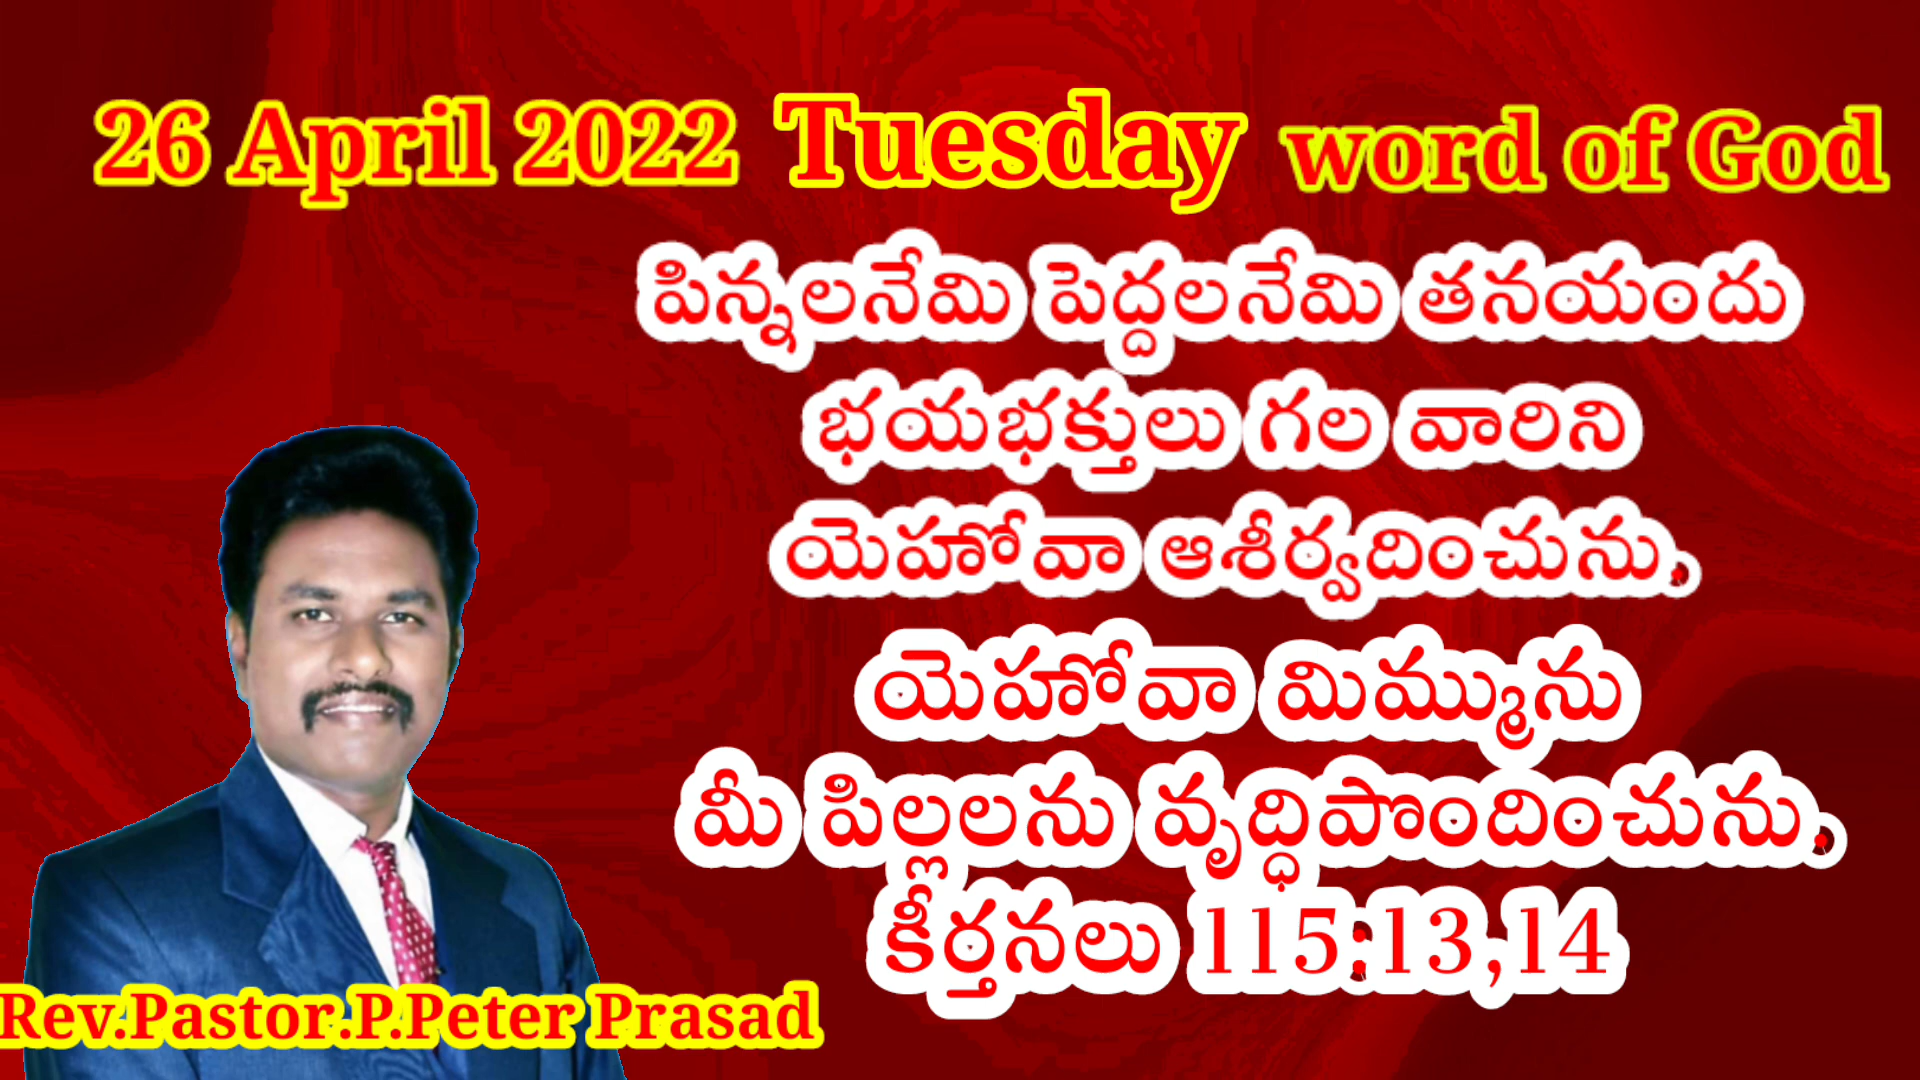 26 April 2022 Tuesday word of God
పిన్నలనేమి పెద్దలనేమి తనయందు
భయభక్తులు గల వారిని
యెహోవా ఆశీర్వదించును.
యెహోవా మిమ్మును
మీ పిల్లలను వృద్ధిపొందించును.
కీర్తనలు 115:13,14
Rev.Pastor.P.Peter Prasad